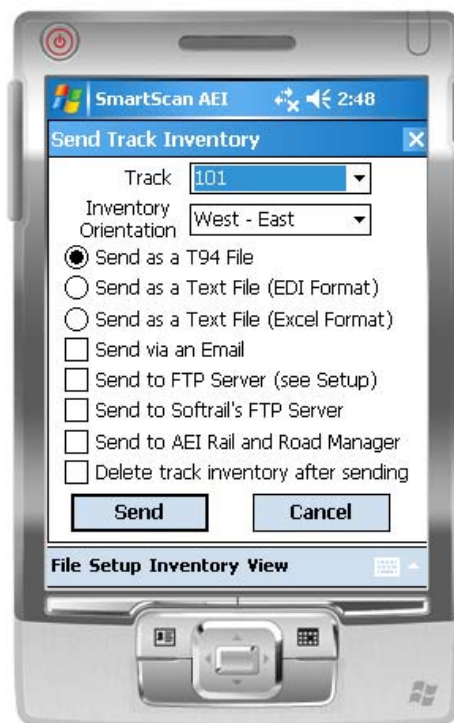 SmartScan AEI 2:48
Send Track Inventory
Track 101
Inventory
Orientation West - East
Send as a T94 File
Send as a Text File (EDI Format)
Send as a Text File (Excel Format)
Send via an Email
Send to FTP Server (see Setup)
Send to Softrail's FTP Server
Send to AEI Rail and Road Manager
Delete track inventory after sending
Send Cancel
File Setup Inventory View